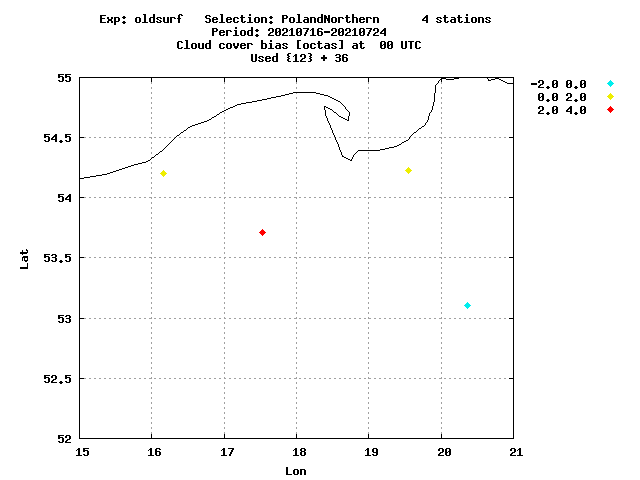 Exp: oldsurf   Selection: PolandNorthern      4 stations
Period: 20210716-20210724
Cloud cover bias [octas] at  00 UTC
Used {12} + 36
-2.0 0.0
0.0 2.0
2.0 4.0
55
54.5
54
53.5
53
52.5
52
Lat
15 16 17 18 19 20 21
Lon